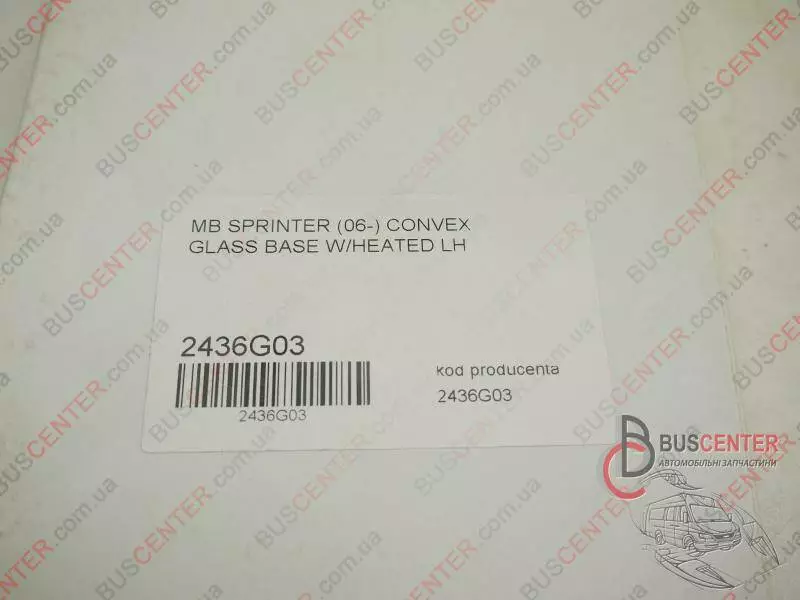 MB SPRINTER (06-) CONVEX
GLASS BASE W/HEATED LH
2436G03
2436G03
kod producenta
2436G03
BUSCENTER
АВТОМОБІЛЬНІ ЗАПЧАСТИНИ
BUSCENTER.com.ua